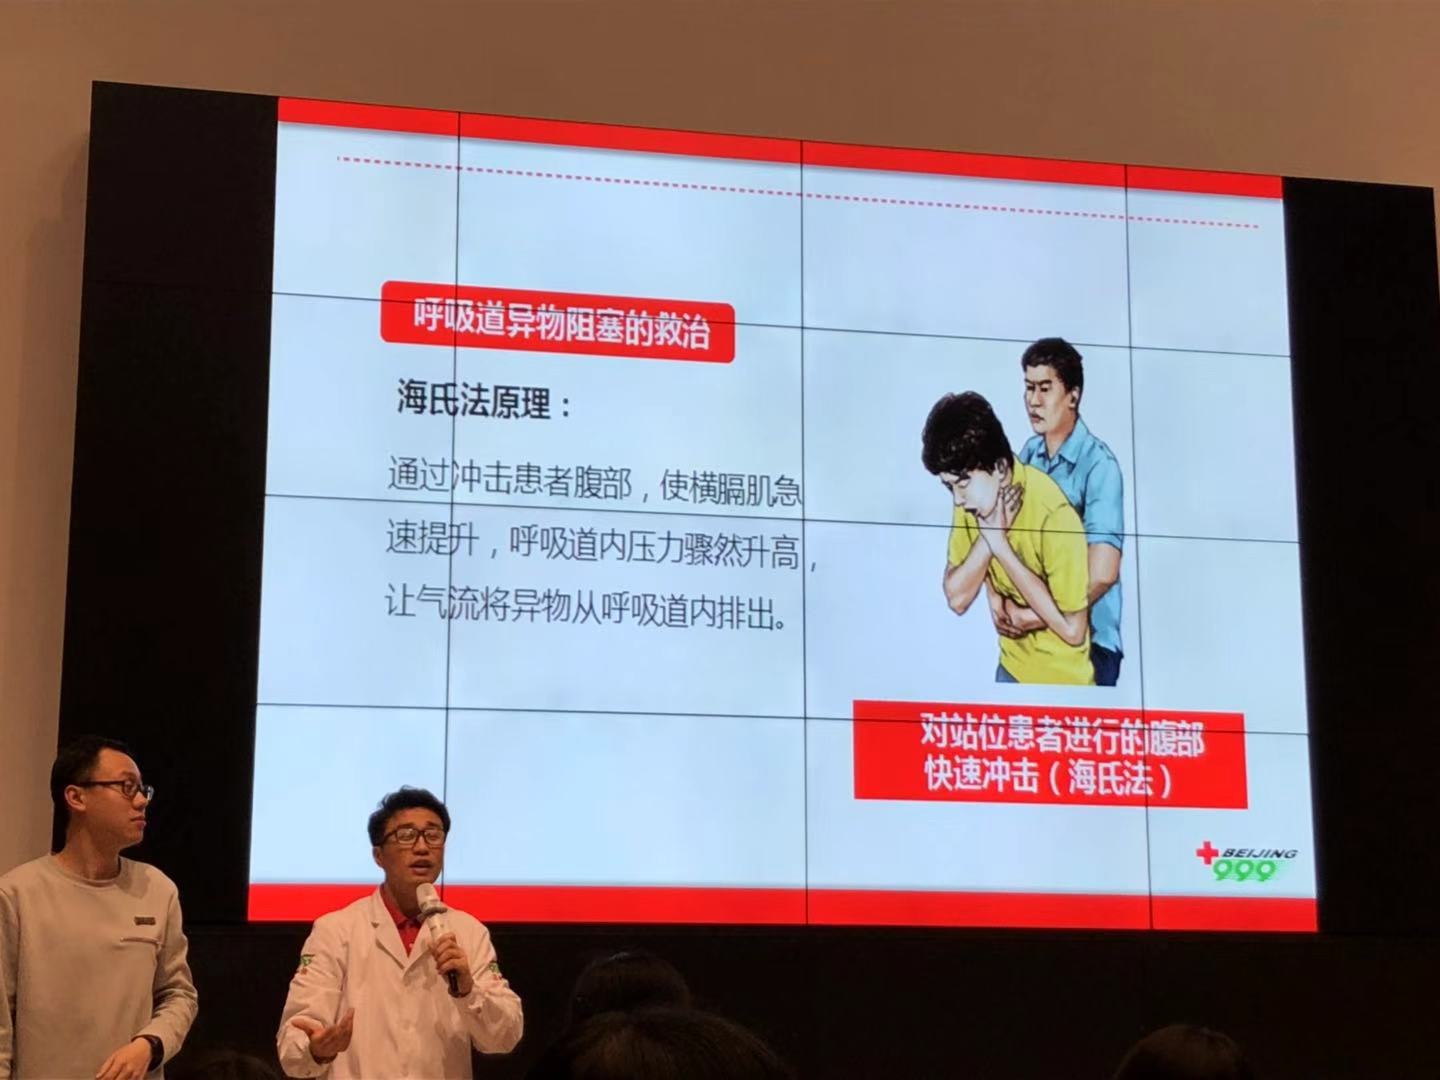 呼吸道异物阻塞的救治
海氏法原理：
通过冲击患者腹部，使横膈肌急
速提升，呼吸道内压力骤然升高，
让气流将异物从呼吸道内排出。
对站位患者进行的腹部
快速冲击（海氏法）
BEIJING
999